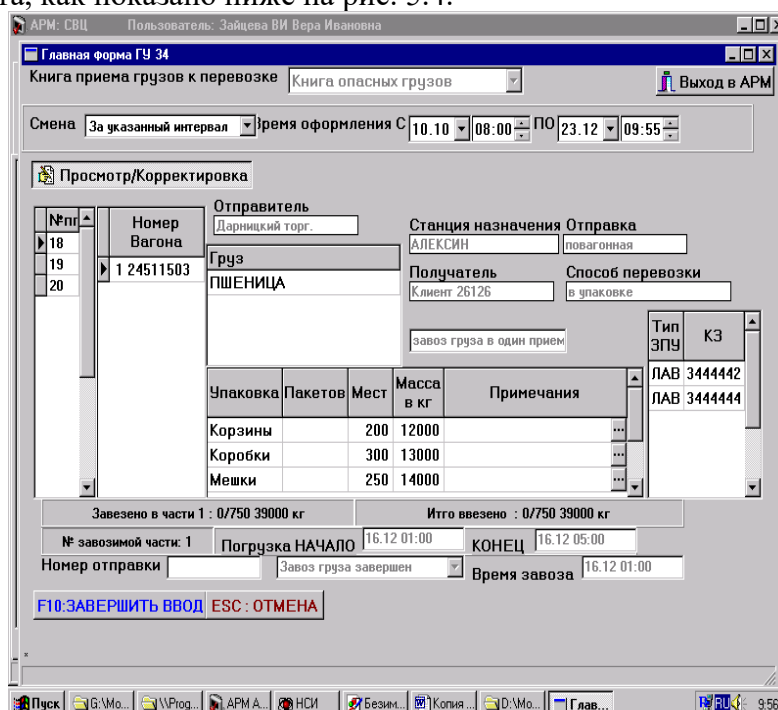 та, как показано ниже на рис. 5.4.
АРМ: СВЦ Пользователь: Зайцева ВИ Вера Ивановна
Главная форма ГУ 34
Книга приема грузов к перевозке Книга опасных грузов Выход в АРМ
Смена За указанный интервал Время оформления С 10.10 08:00 ПО 23.12 09:55
Просмотр/Корректировка
№пп Номер Вагона Отправитель
Дарницкий торг. Станция назначения Отправка
18 АЛЕКСИН повагонная
19 1 24511503 Груз Получатель Способ перевозки
20 ПШЕНИЦА Клиент 26126 в упаковке
завоз груза в один прием Тип ЗПУ КЗ
Упаковка Пакетов Мест Масса в кг Примечания ЛАВ 3444442
ЛАВ 3444444
Корзины 200 12000 ...
Коробки 300 13000 ...
Мешки 250 14000 ...
Завезено в части 1 : 0/750 39000 кг Итго ввезено : 0/750 39000 кг
№ завозимой части: 1 Погрузка НАЧАЛО 16.12 01:00 КОНЕЦ 16.12 05:00
Номер отправки Завоз груза завершен Время завоза 16.12 01:00
F10:ЗАВЕРШИТЬ ВВОД ESC : ОТМЕНА
*
Пуск G:\Mo... \\Prog... АРМ А... НСИ Безим... Копия ... D:\Mo... Глав... RU 9:56